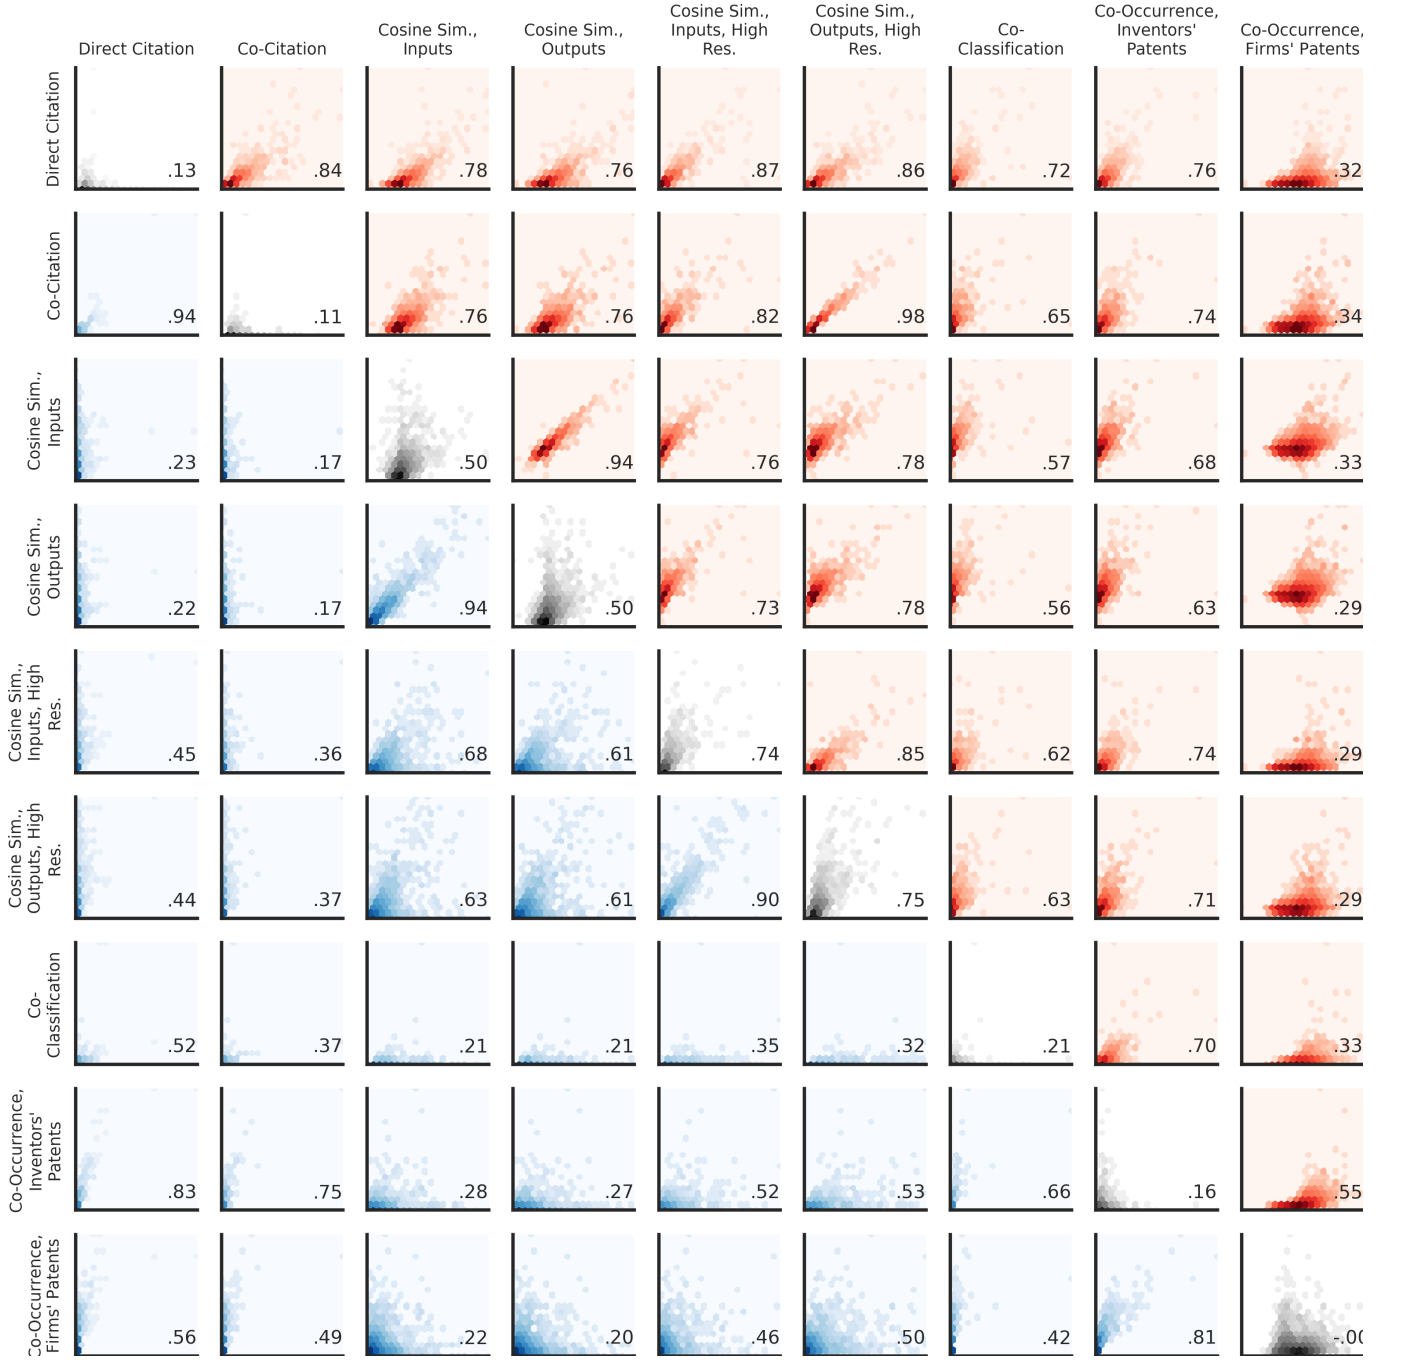 Direct Citation
Co-Citation
Cosine Sim.,
Inputs
Cosine Sim.,
Outputs
Cosine Sim.,
Inputs, High
Res.
Cosine Sim.,
Outputs, High
Res.
Co-
Classification
Co-Occurrence,
Inventors'
Patents
Co-Occurrence,
Firms' Patents
Direct Citation
.13
.84
.78
.76
.87
.86
.72
.76
.32
Co-Citation
.94
.11
.76
.76
.82
.98
.65
.74
.34
Cosine Sim.,
Inputs
.23
.17
.50
.94
.76
.78
.57
.68
.33
Cosine Sim.,
Outputs
.22
.17
.94
.50
.73
.78
.56
.63
.29
Cosine Sim.,
Inputs, High
Res.
.45
.36
.68
.61
.74
.85
.62
.74
.29
Cosine Sim.,
Outputs, High
Res.
.44
.37
.63
.61
.90
.75
.63
.71
.29
Co-
Classification
.52
.37
.21
.21
.35
.32
.21
.70
.33
Co-Occurrence,
Inventors'
Patents
.83
.75
.28
.27
.52
.53
.66
.16
.55
Co-Occurrence,
Firms' Patents
.56
.49
.22
.20
.46
.50
.42
.81
-.00